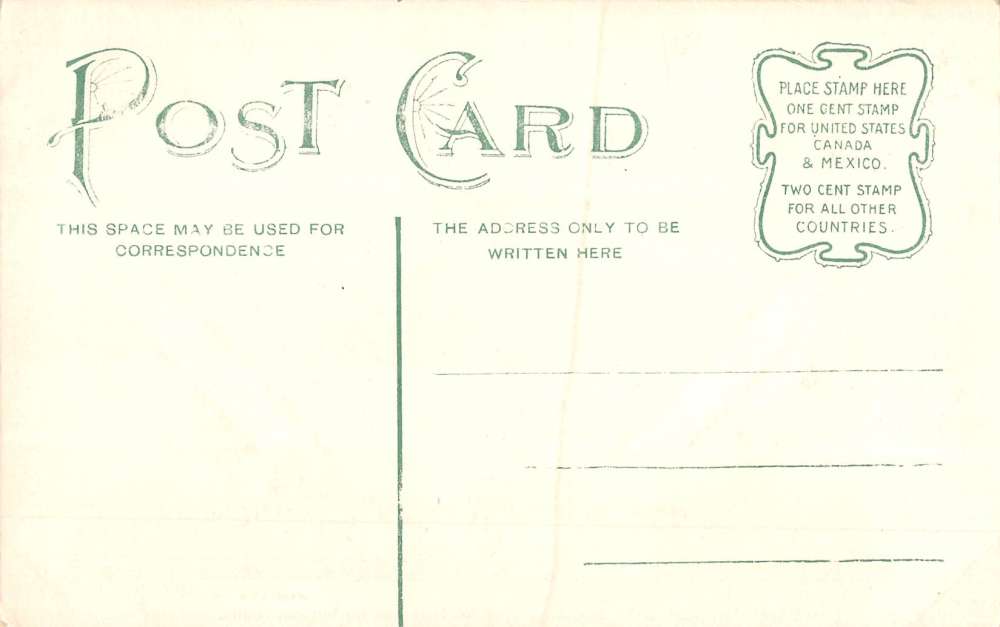 POST CARD
PLACE STAMP HERE
ONE CENT STAMP
FOR UNITED STATES
CANADA
& MEXICO.
TWO CENT STAMP
FOR ALL OTHER
COUNTRIES.
THIS SPACE MAY BE USED FOR
CORRESPONDENCE
THE ADDRESS ONLY TO BE
WRITTEN HERE